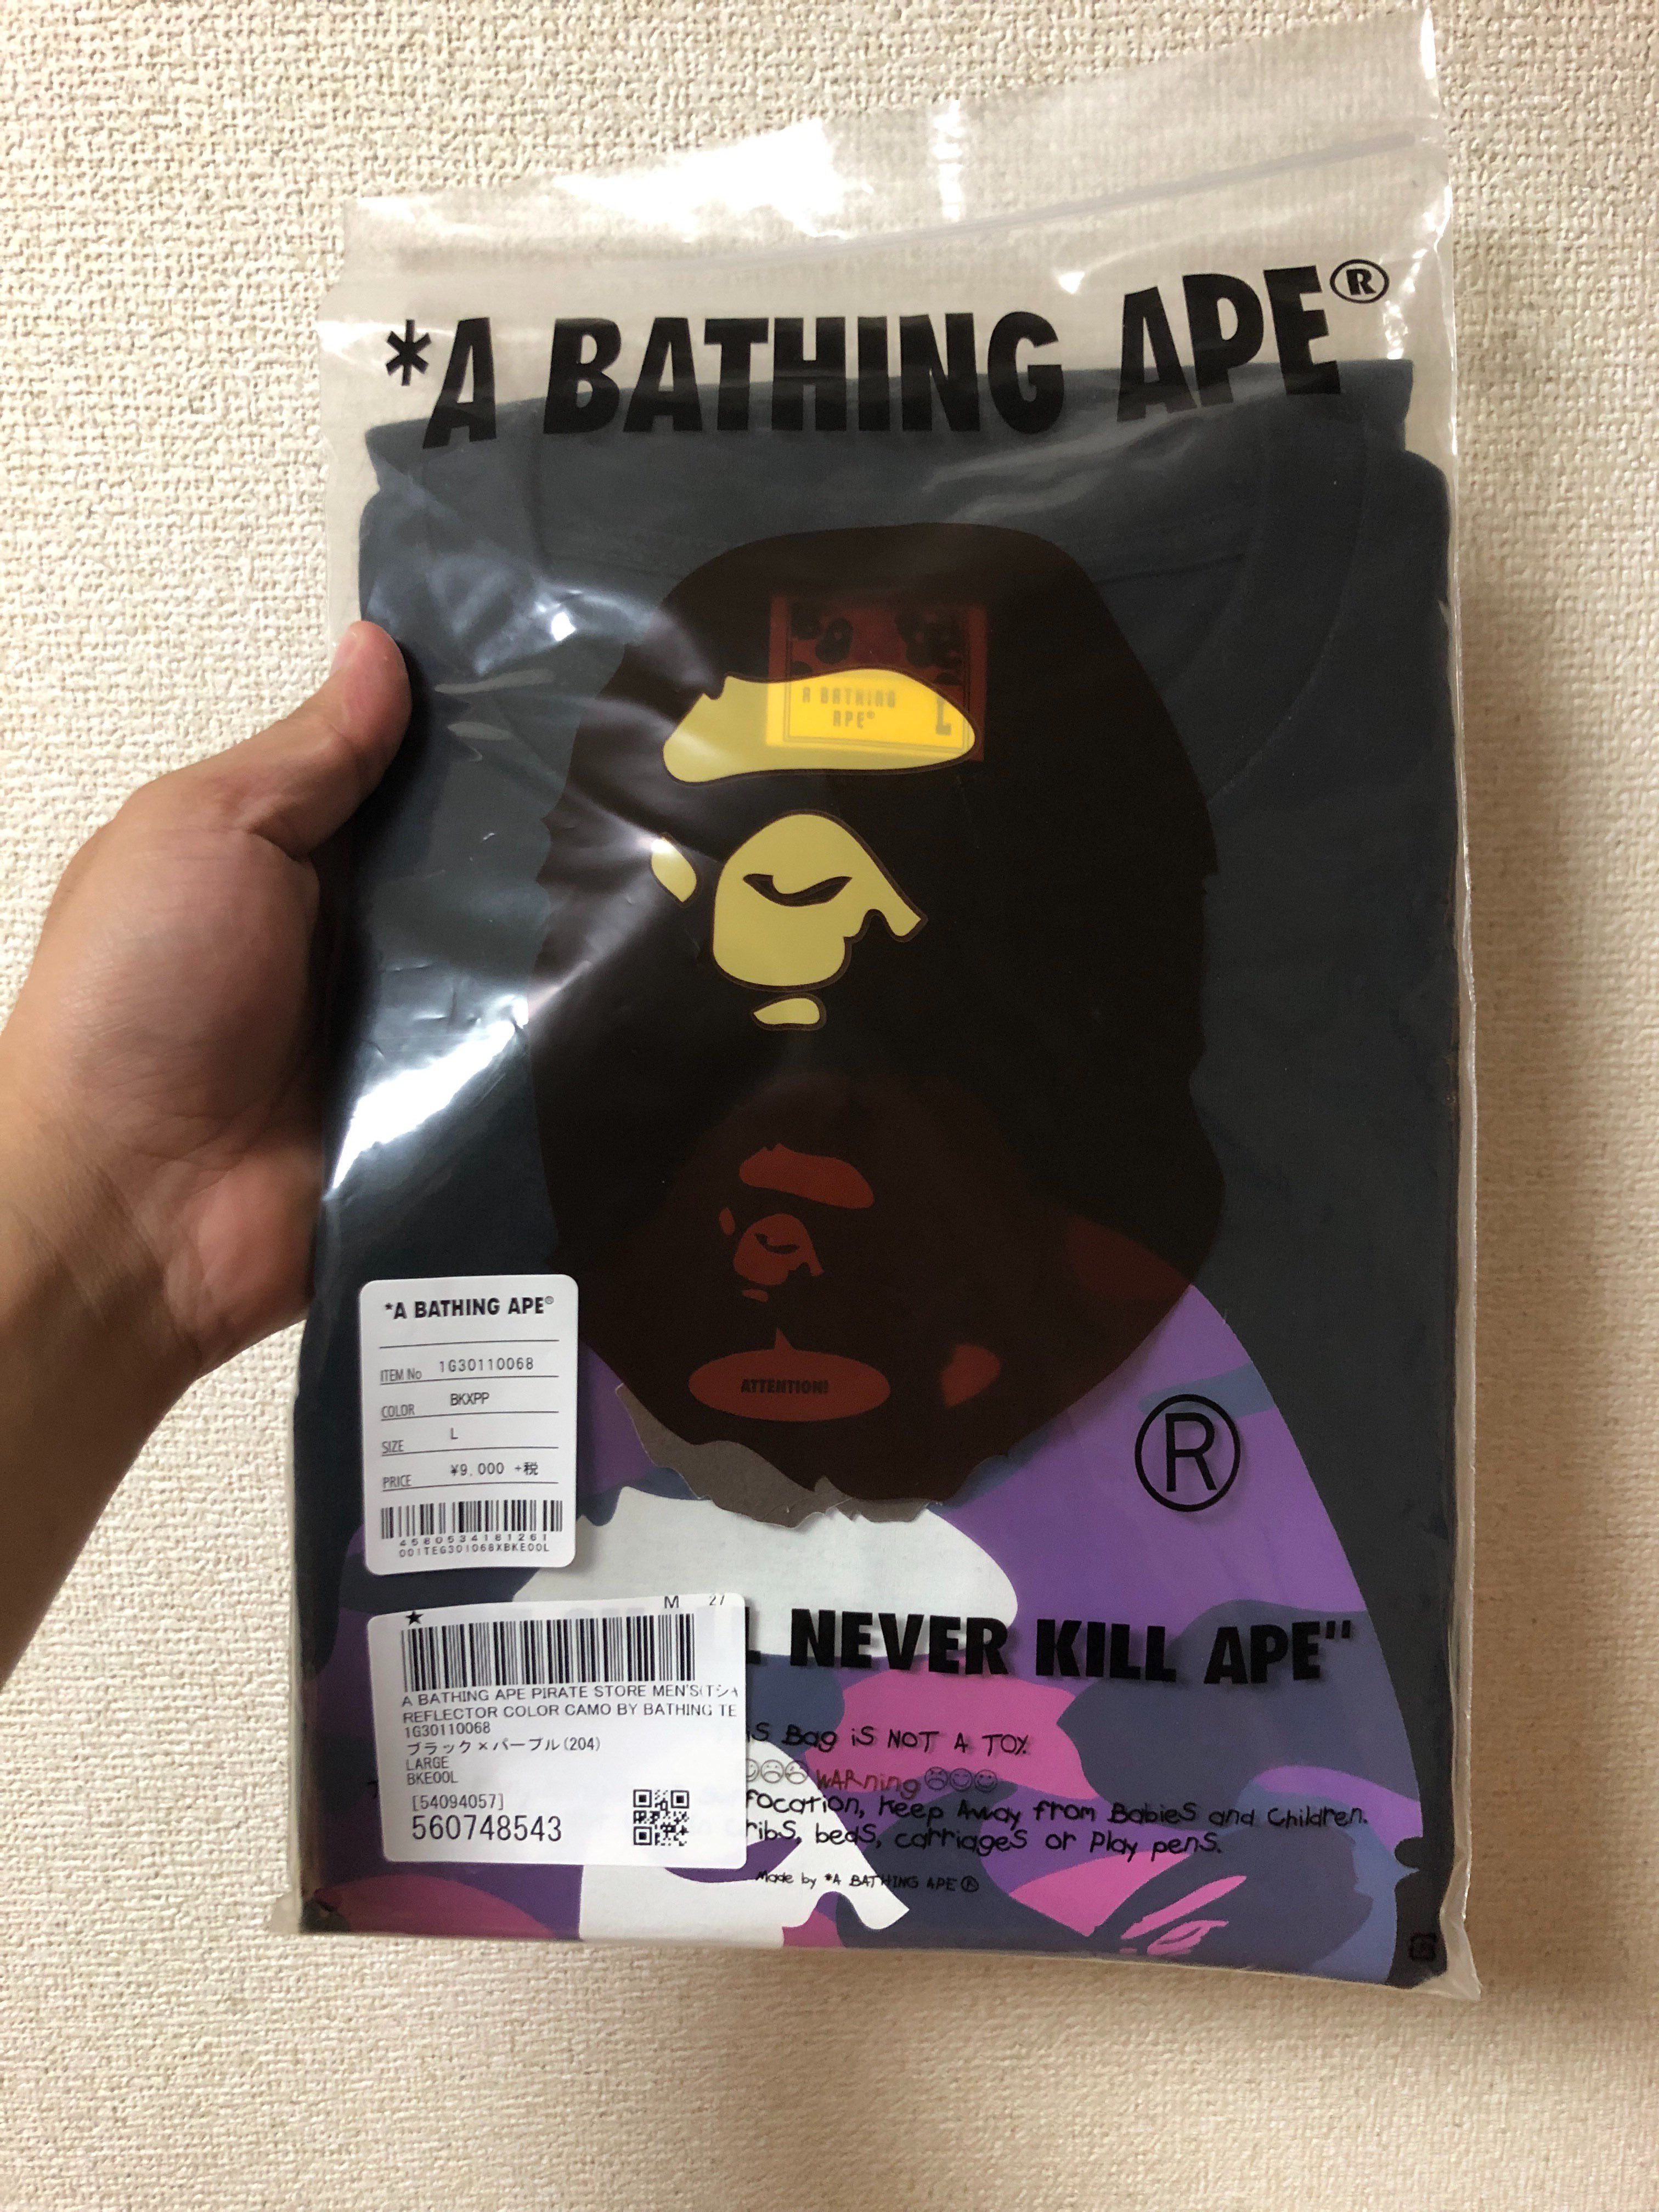 *A BATHING APE®
A BATHING
APE®
L
ATTENTION!
®
*A BATHING APE®
ITEM No 1G30110068
COLOR BKXPP
SIZE L
PRICE ¥9,000 +税
4580534181261
001TEG301068XBKE00L
NEVER KILL APE"
M 27
★
A BATHING APE PIRATE STORE MEN'S(Tシャ
REFLECTOR COLOR CAMO BY BATHING TE
1G30110068
ブラック×パープル(204)
LARGE
BKE00L
[54094057]
560748543
Bag iS NOT A TOY.
WARning
Keep Away from Babies and Children.
beds, carriages or Play pens.
Made by *A BATHING APE®